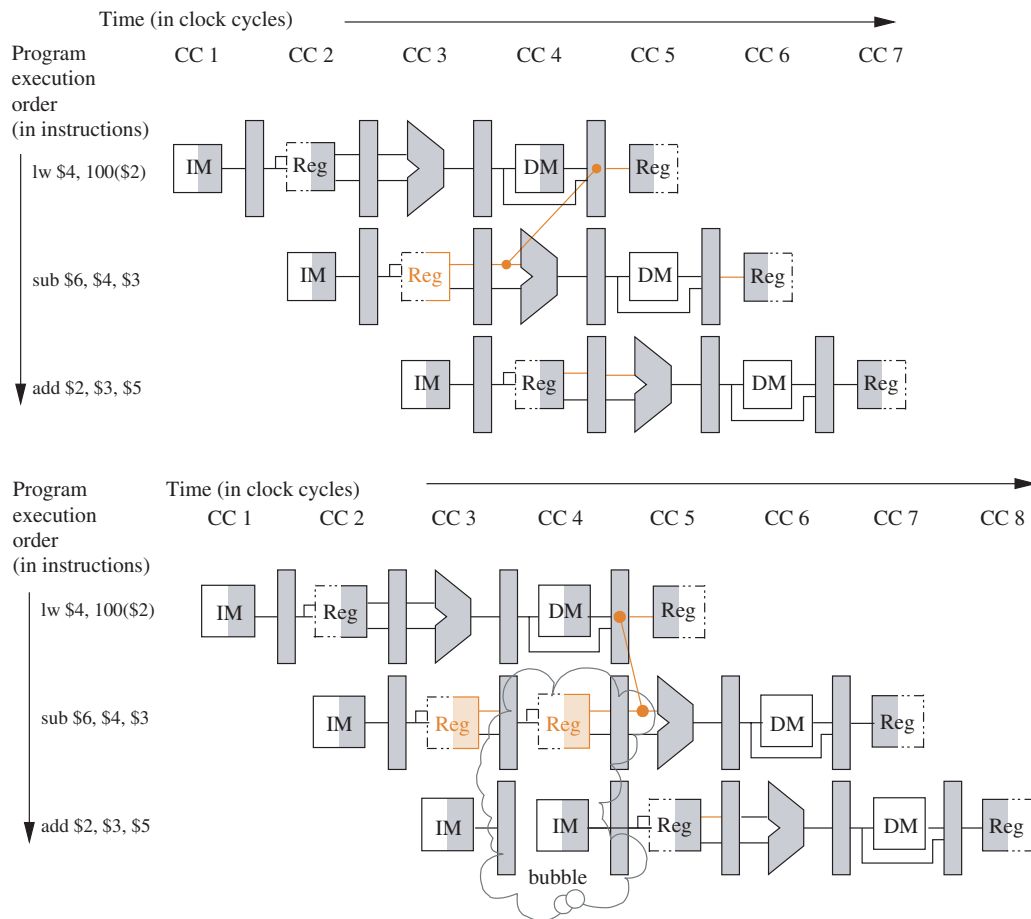 Time (in clock cycles)
Program
execution
order
(in instructions)
CC 1 CC 2 CC 3 CC 4 CC 5 CC 6 CC 7
lw $4, 100($2)
IM Reg DM Reg
sub $6, $4, $3
IM Reg DM Reg
add $2, $3, $5
IM Reg DM Reg
Program
execution
order
(in instructions)
Time (in clock cycles)
CC 1 CC 2 CC 3 CC 4 CC 5 CC 6 CC 7 CC 8
lw $4, 100($2)
IM Reg DM Reg
sub $6, $4, $3
IM Reg Reg DM Reg
add $2, $3, $5
IM IM Reg DM Reg
bubble